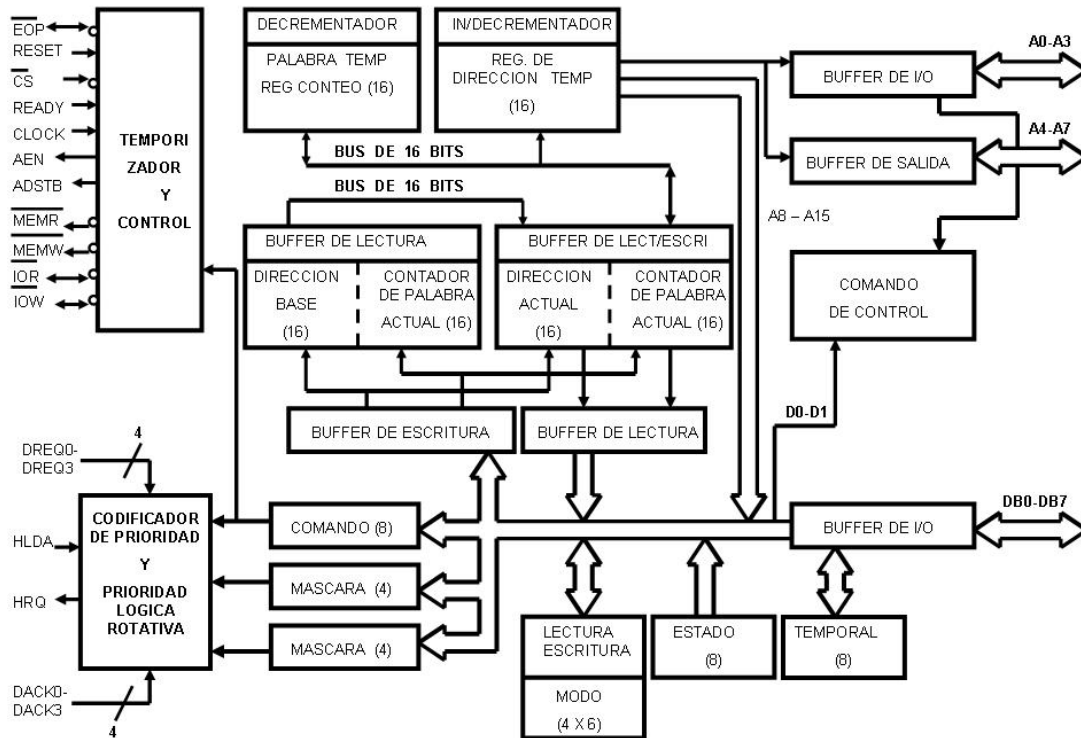 EOP
RESET
CS
READY
CLOCK
AEN
ADSTB
MEMR
MEMW
IOR
IOW
TEMPORI
ZADOR
Y
CONTROL
DECREMENTADOR
PALABRA TEMP
REG CONTEO (16)
IN/DECREMENTADOR
REG. DE
DIRECCION TEMP
(16)
BUFFER DE I/O
A0-A3
BUFFER DE SALIDA
A4-A7
BUS DE 16 BITS
BUS DE 16 BITS
A8 – A15
BUFFER DE LECTURA
DIRECCION
BASE
(16)
CONTADOR
DE PALABRA
ACTUAL (16)
BUFFER DE LECT/ESCRI
DIRECCION
ACTUAL
(16)
CONTADOR
DE PALABRA
ACTUAL (16)
COMANDO
DE CONTROL
D0-D1
BUFFER DE ESCRITURA
BUFFER DE LECTURA
4
DREQ0-
DREQ3
HLDA
HRQ
DACK0-
DACK3
4
CODIFICADOR
DE PRIORIDAD
Y
PRIORIDAD
LOGICA
ROTATIVA
COMANDO (8)
MASCARA (4)
MASCARA (4)
BUFFER DE I/O
DB0-DB7
LECTURA
ESCRITURA
MODO
(4 X 6)
ESTADO
(8)
TEMPORAL
(8)